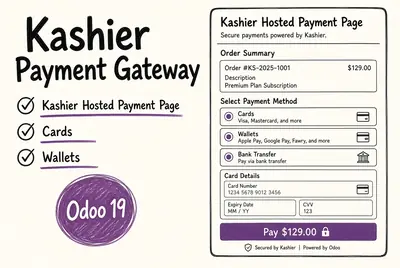 Kashier
Payment Gateway
Kashier Hosted Payment Page
Cards
Wallets
Odoo 19
Kashier Hosted Payment Page
Secure payments powered by Kashier.
Order Summary
Order #KS-2025-1001 $129.00
Description
Premium Plan Subscription
Select Payment Method
Cards
Visa, Mastercard, and more
Wallets
Apple Pay, Google Pay, Fawry, and more
Bank Transfer
Pay via bank transfer
Card Details
Card Number
1234 5678 9012 3456
Expiry Date
MM / YY
CVV
123
Pay $129.00
Secured by Kashier | Powered by Odoo